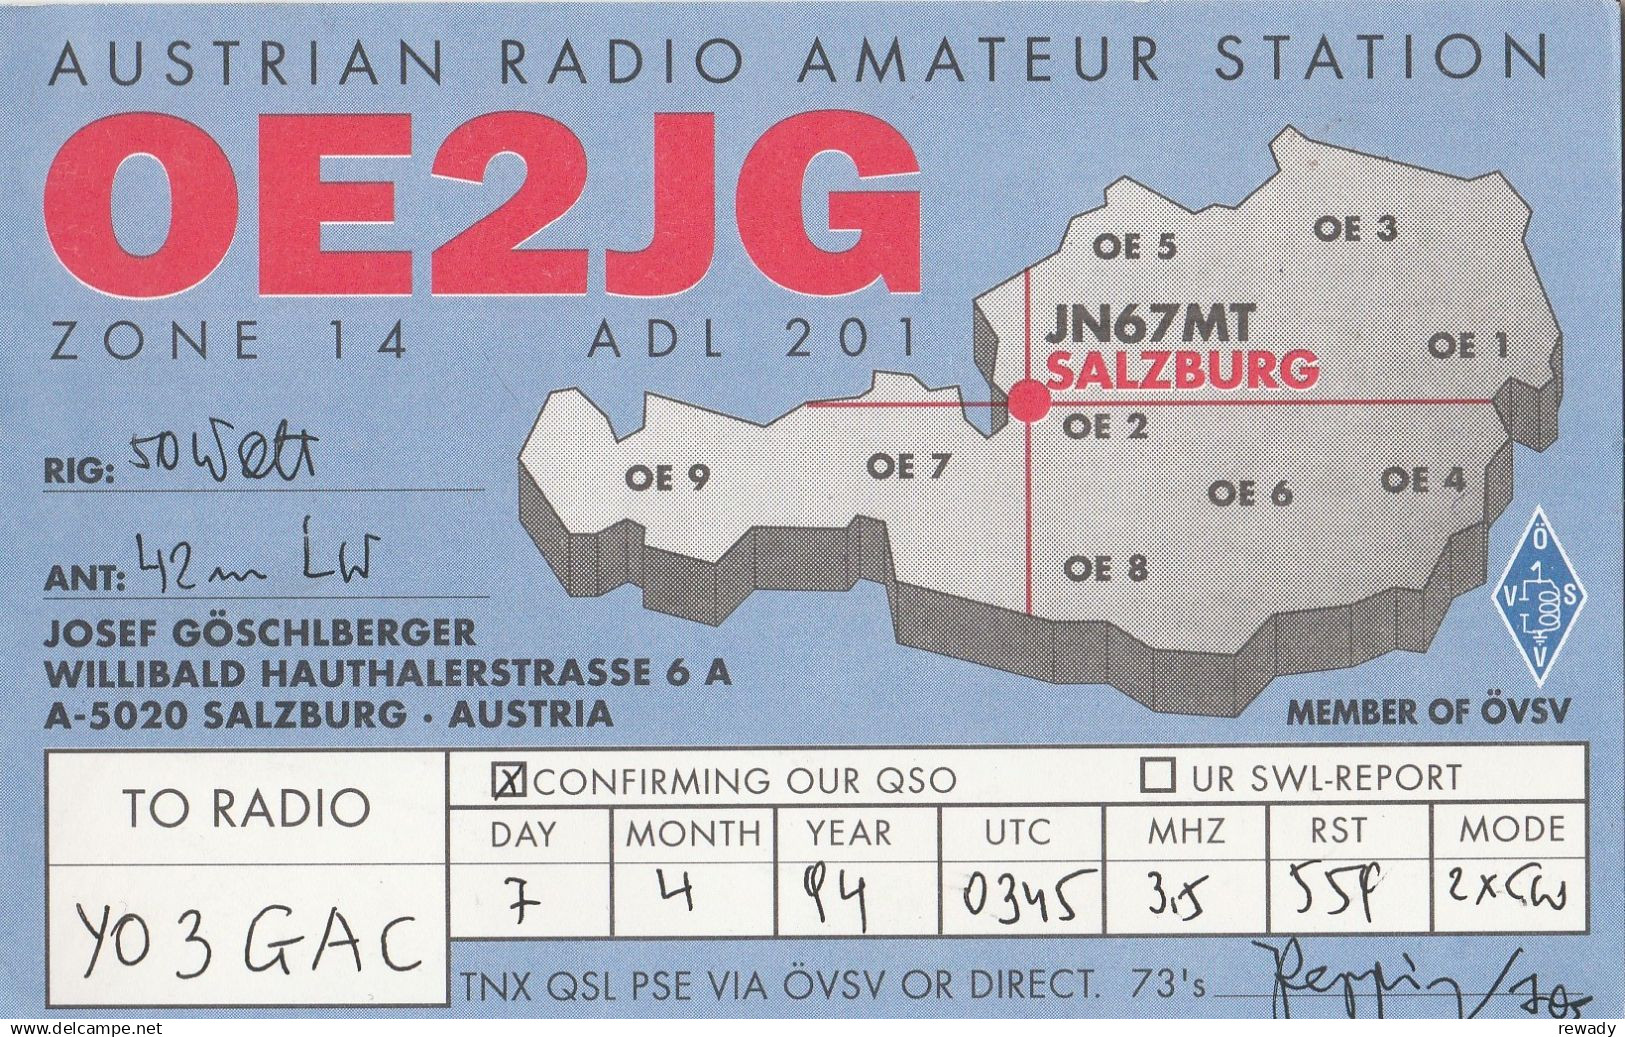 AUSTRIAN RADIO AMATEUR STATION
OE2JG
ZONE 14 ADL 201
OE 5
OE 3
JN67MT
SALZBURG
OE 1
OE 2
OE 9
OE 7
OE 6
OE 4
OE 8
RIG: 50 Watt
ANT: 42 m LW
JOSEF GÖSCHLBERGER
WILLIBALD HAUTHALERSTRASSE 6 A
A-5020 SALZBURG · AUSTRIA
Ö
V S
V
MEMBER OF ÖVSV
TO RADIO
YO3GAC
X CONFIRMING OUR QSO UR SWL-REPORT
DAY MONTH YEAR UTC MHZ RST MODE
7 4 94 0345 3,5 559 2xCW
TNX QSL PSE VIA ÖVSV OR DIRECT. 73's
www.delcampe.net
rewady